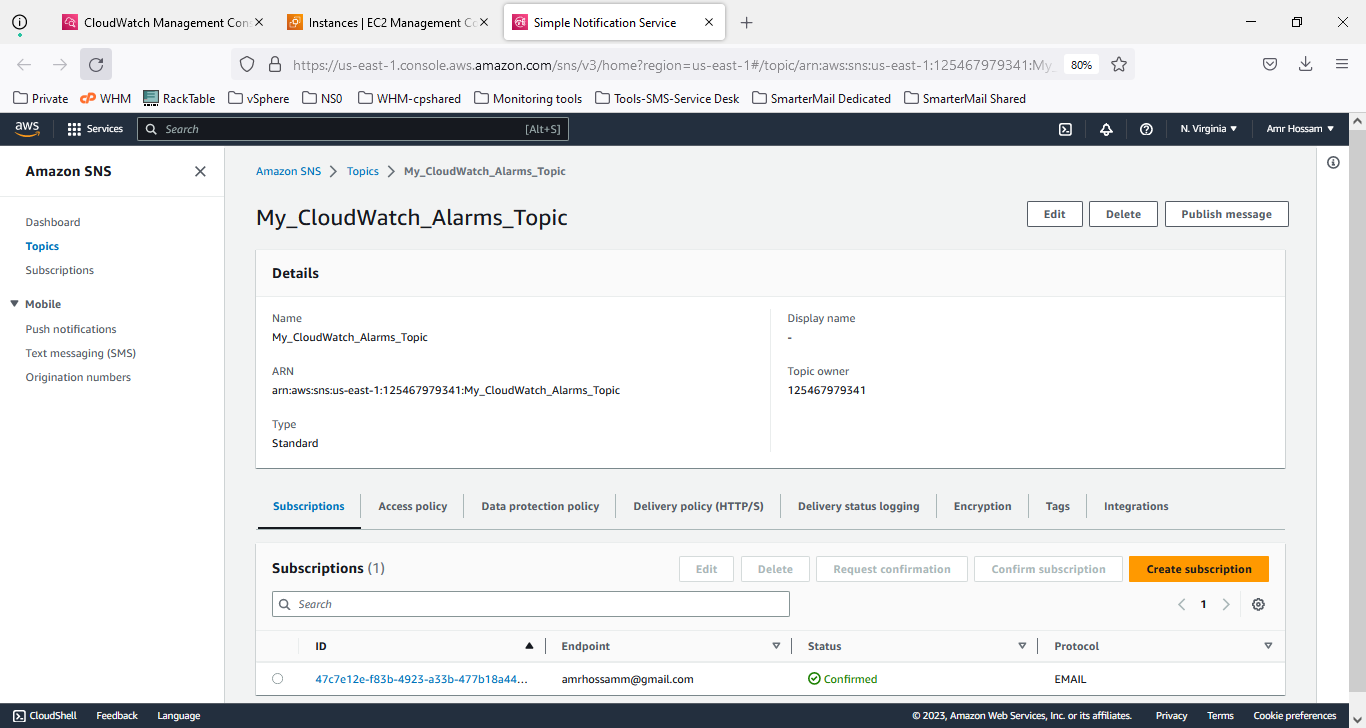 CloudWatch Management Con
Instances | EC2 Management Co
Simple Notification Service
https://us-east-1.console.aws.amazon.com/sns/v3/home?region=us-east-1#/topic/arn:aws:sns:us-east-1:125467979341:My_
80%
Private
WHM
RackTable
vSphere
NS0
WHM-cpshared
Monitoring tools
Tools-SMS-Service Desk
SmarterMail Dedicated
SmarterMail Shared
aws
Services
Search
[Alt+S]
N. Virginia
Amr Hossam
Amazon SNS
Dashboard
Topics
Subscriptions
Mobile
Push notifications
Text messaging (SMS)
Origination numbers
Amazon SNS > Topics > My_CloudWatch_Alarms_Topic
My_CloudWatch_Alarms_Topic
Edit
Delete
Publish message
Details
Name
My_CloudWatch_Alarms_Topic
ARN
arn:aws:sns:us-east-1:125467979341:My_CloudWatch_Alarms_Topic
Type
Standard
Display name
-
Topic owner
125467979341
Subscriptions
Access policy
Data protection policy
Delivery policy (HTTP/S)
Delivery status logging
Encryption
Tags
Integrations
Subscriptions (1)
Edit
Delete
Request confirmation
Confirm subscription
Create subscription
Search
1
ID
Endpoint
Status
Protocol
47c7e12e-f83b-4923-a33b-477b18a44...
amrhossamm@gmail.com
Confirmed
EMAIL
CloudShell
Feedback
Language
© 2023, Amazon Web Services, Inc. or its affiliates.
Privacy
Terms
Cookie preferences